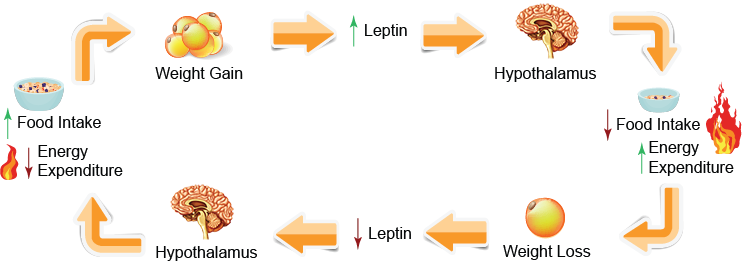 Weight Gain
Leptin
Hypothalamus
Food Intake
Energy
Expenditure
Weight Loss
Leptin
Hypothalamus
Food Intake
Energy
Expenditure